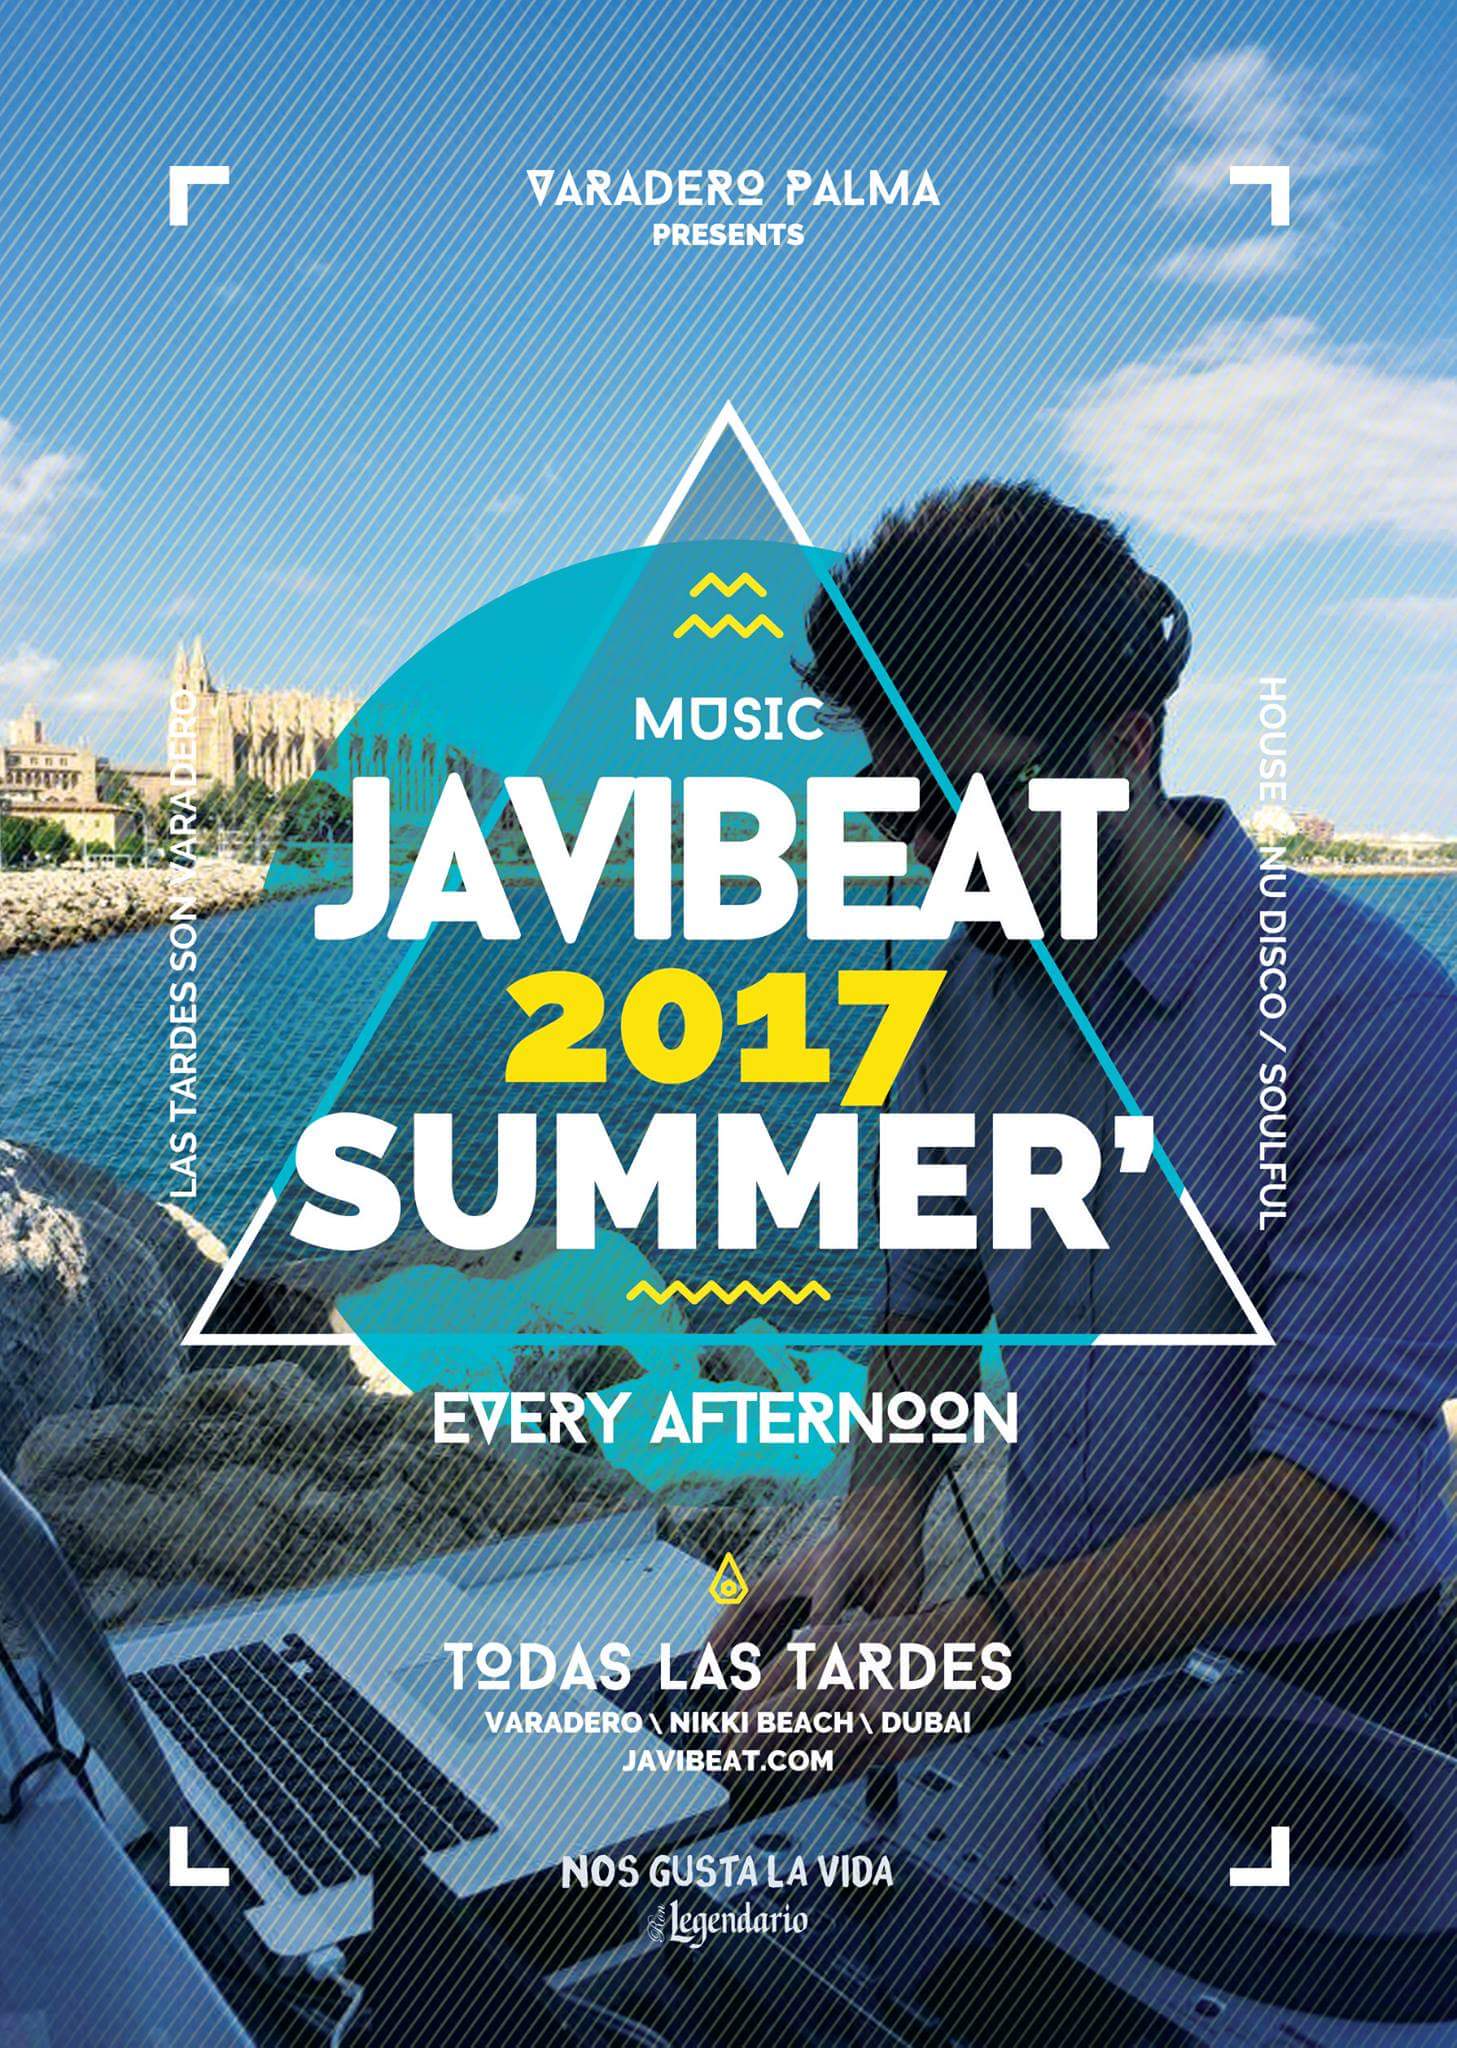 VARADERO PALMA
PRESENTS
MUSIC
JAVIBEAT
2017
SUMMER’
LAS TARDES SON VARADERO
HOUSE / NU DISCO / SOULFUL
EVERY AFTERNOON
TODAS LAS TARDES
VARADERO \ NIKKI BEACH \ DUBAI
JAVIBEAT.COM
NOS GUSTA LA VIDA
Ron Legendario